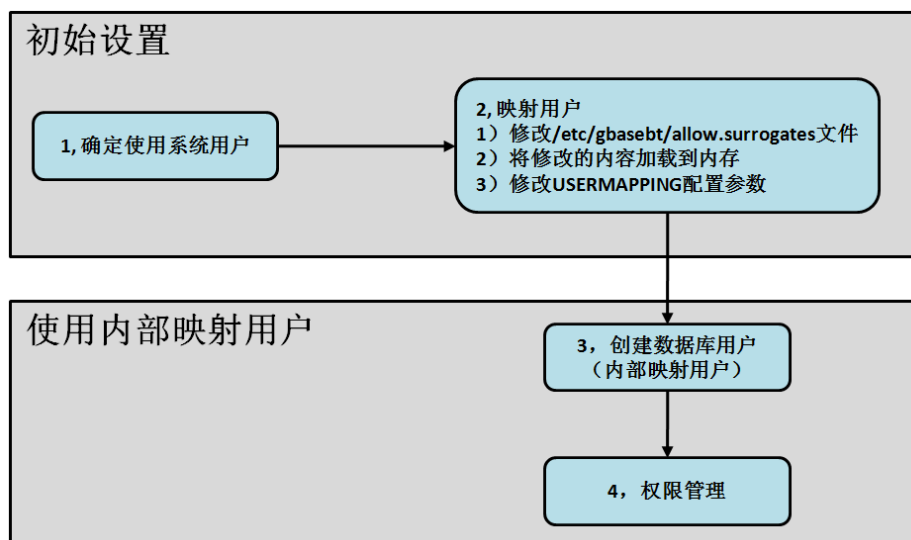 初始设置
1, 确定使用系统用户
2, 映射用户
1）修改/etc/gbasebt/allow.surrogates文件
2）将修改的内容加载到内存
3）修改USERMAPPING配置参数
使用内部映射用户
3，创建数据库用户
（内部映射用户）
4，权限管理